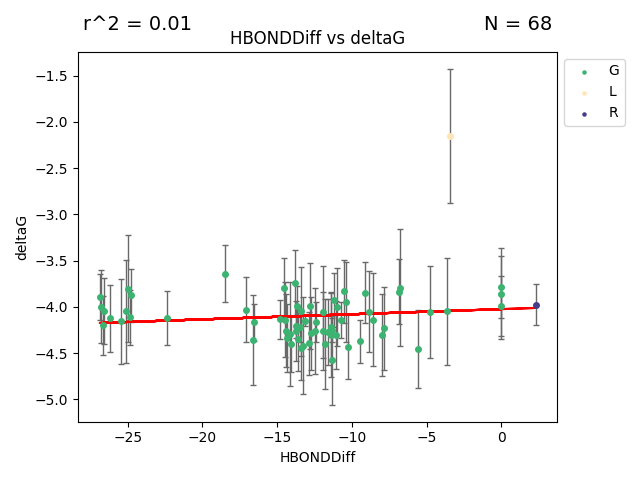 r^2 = 0.01
N = 68
HBONDDiff vs deltaG
G
L
R
deltaG
−1.5
−2.0
−2.5
−3.0
−3.5
−4.0
−4.5
−5.0
−25
−20
−15
−10
−5
0
HBONDDiff